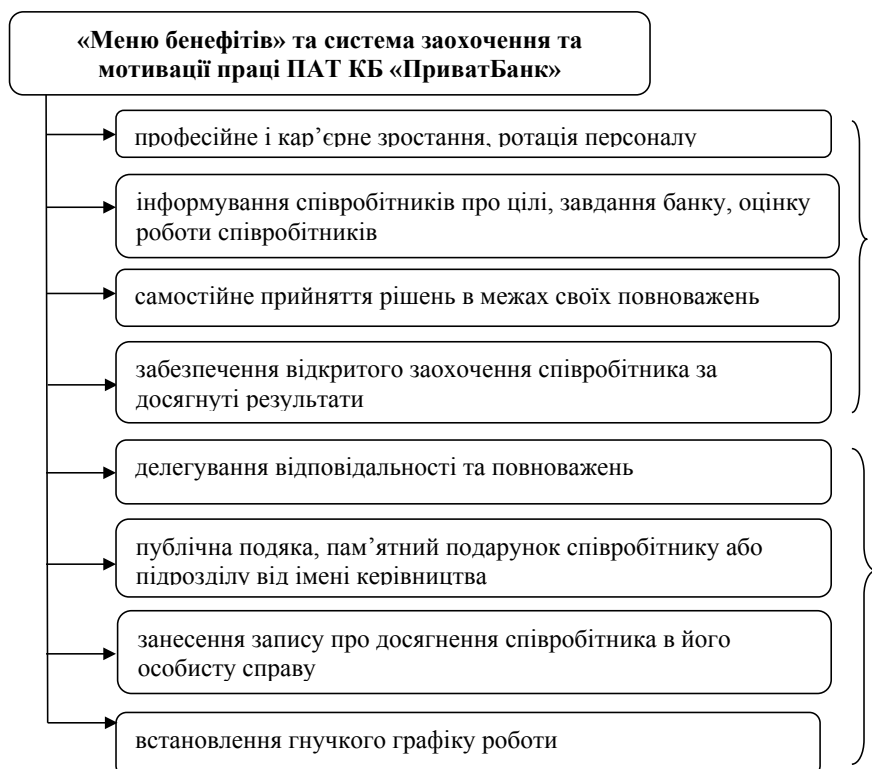 «Меню бенефітів» та система заохочення та
мотивації праці ПАТ КБ «ПриватБанк»
професійне і кар’єрне зростання, ротація персоналу
інформування співробітників про цілі, завдання банку, оцінку
роботи співробітників
самостійне прийняття рішень в межах своїх повноважень
забезпечення відкритого заохочення співробітника за
досягнуті результати
делегування відповідальності та повноважень
публічна подяка, пам’ятний подарунок співробітнику або
підрозділу від імені керівництва
занесення запису про досягнення співробітника в його
особисту справу
встановлення гнучкого графіку роботи